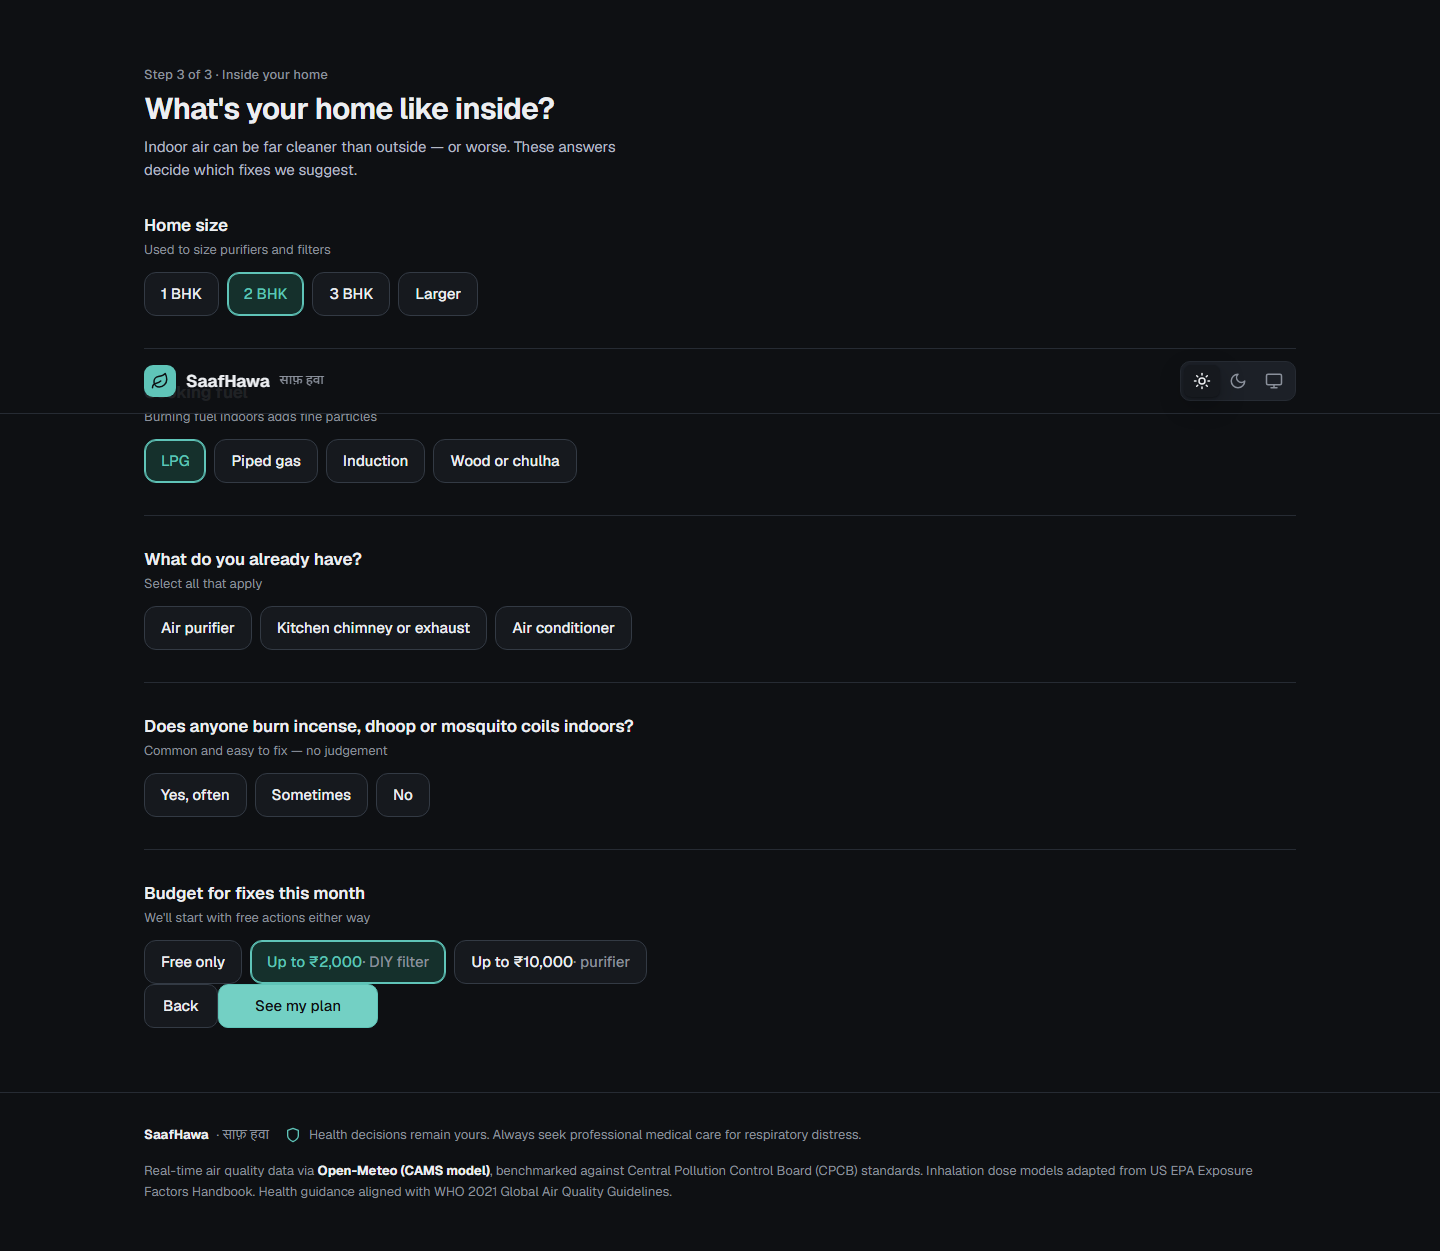 Step 3 of 3 · Inside your home
What's your home like inside?
Indoor air can be far cleaner than outside — or worse. These answers
decide which fixes we suggest.
Home size
Used to size purifiers and filters
1 BHK
2 BHK
3 BHK
Larger
SaafHawa साफ़ हवा
king fuel
Burning fuel indoors adds fine particles
LPG
Piped gas
Induction
Wood or chulha
What do you already have?
Select all that apply
Air purifier
Kitchen chimney or exhaust
Air conditioner
Does anyone burn incense, dhoop or mosquito coils indoors?
Common and easy to fix — no judgement
Yes, often
Sometimes
No
Budget for fixes this month
We'll start with free actions either way
Free only
Up to ₹2,000· DIY filter
Up to ₹10,000· purifier
Back
See my plan
SaafHawa · साफ़ हवा
Health decisions remain yours. Always seek professional medical care for respiratory distress.
Real-time air quality data via Open-Meteo (CAMS model), benchmarked against Central Pollution Control Board (CPCB) standards. Inhalation dose models adapted from US EPA Exposure
Factors Handbook. Health guidance aligned with WHO 2021 Global Air Quality Guidelines.